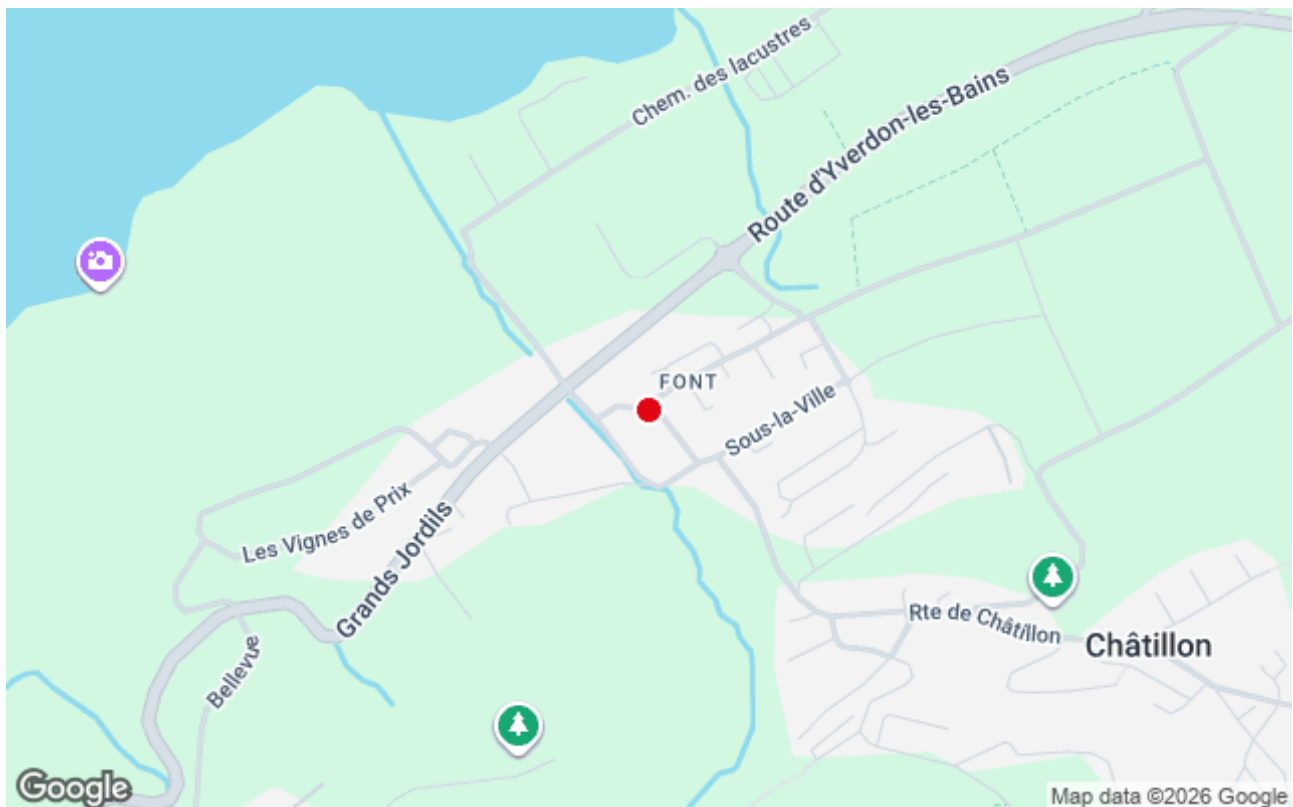 Chem. des lacustres
Route d'Yverdon-les-Bains
FONT
Sous-la-Ville
Les Vignes de Prix
Grands Jordils
Rte de Châtillon
Châtillon
Bellevue
Google
Map data ©2026 Google